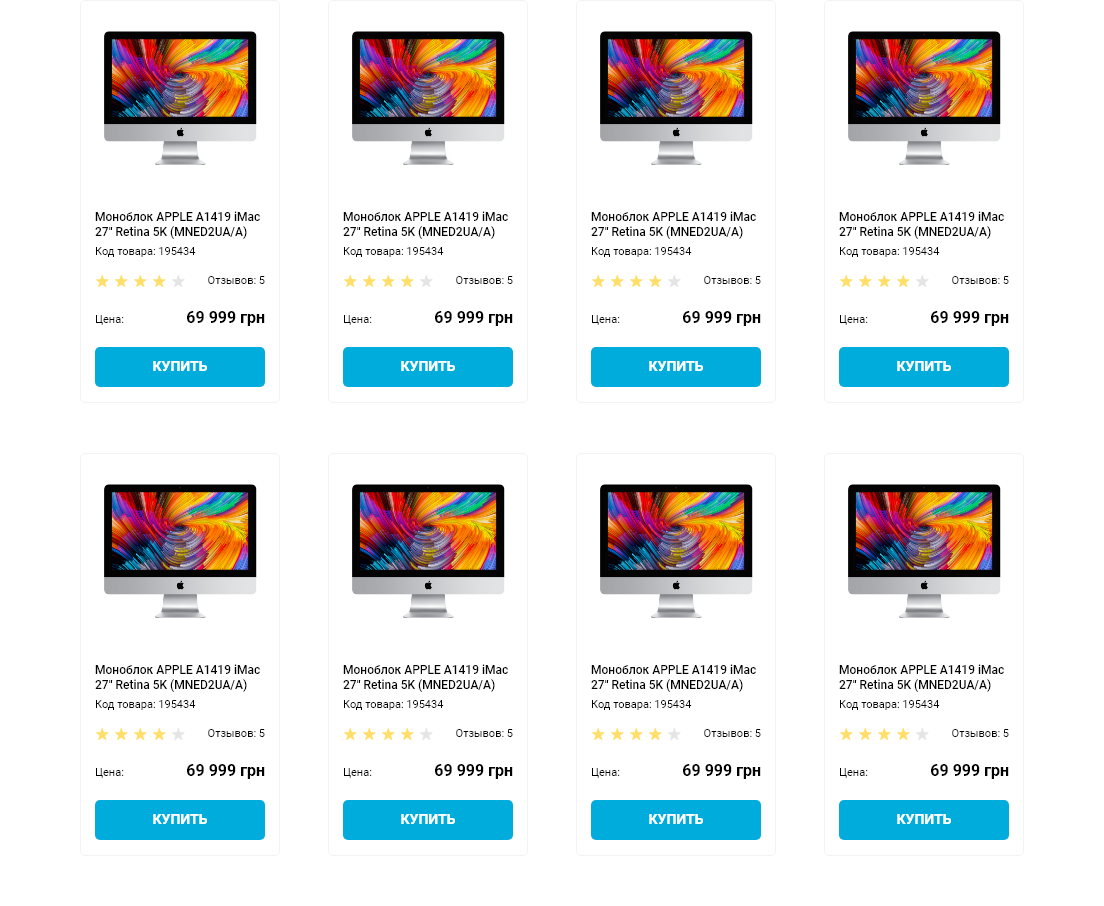 Моноблок APPLE A1419 iMac
27" Retina 5K (MNED2UA/A)
Код товара: 195434
Отзывов: 5
Цена: 69 999 грн
КУПИТЬ
Моноблок APPLE A1419 iMac
27" Retina 5K (MNED2UA/A)
Код товара: 195434
Отзывов: 5
Цена: 69 999 грн
КУПИТЬ
Моноблок APPLE A1419 iMac
27" Retina 5K (MNED2UA/A)
Код товара: 195434
Отзывов: 5
Цена: 69 999 грн
КУПИТЬ
Моноблок APPLE A1419 iMac
27" Retina 5K (MNED2UA/A)
Код товара: 195434
Отзывов: 5
Цена: 69 999 грн
КУПИТЬ
Моноблок APPLE A1419 iMac
27" Retina 5K (MNED2UA/A)
Код товара: 195434
Отзывов: 5
Цена: 69 999 грн
КУПИТЬ
Моноблок APPLE A1419 iMac
27" Retina 5K (MNED2UA/A)
Код товара: 195434
Отзывов: 5
Цена: 69 999 грн
КУПИТЬ
Моноблок APPLE A1419 iMac
27" Retina 5K (MNED2UA/A)
Код товара: 195434
Отзывов: 5
Цена: 69 999 грн
КУПИТЬ
Моноблок APPLE A1419 iMac
27" Retina 5K (MNED2UA/A)
Код товара: 195434
Отзывов: 5
Цена: 69 999 грн
КУПИТЬ